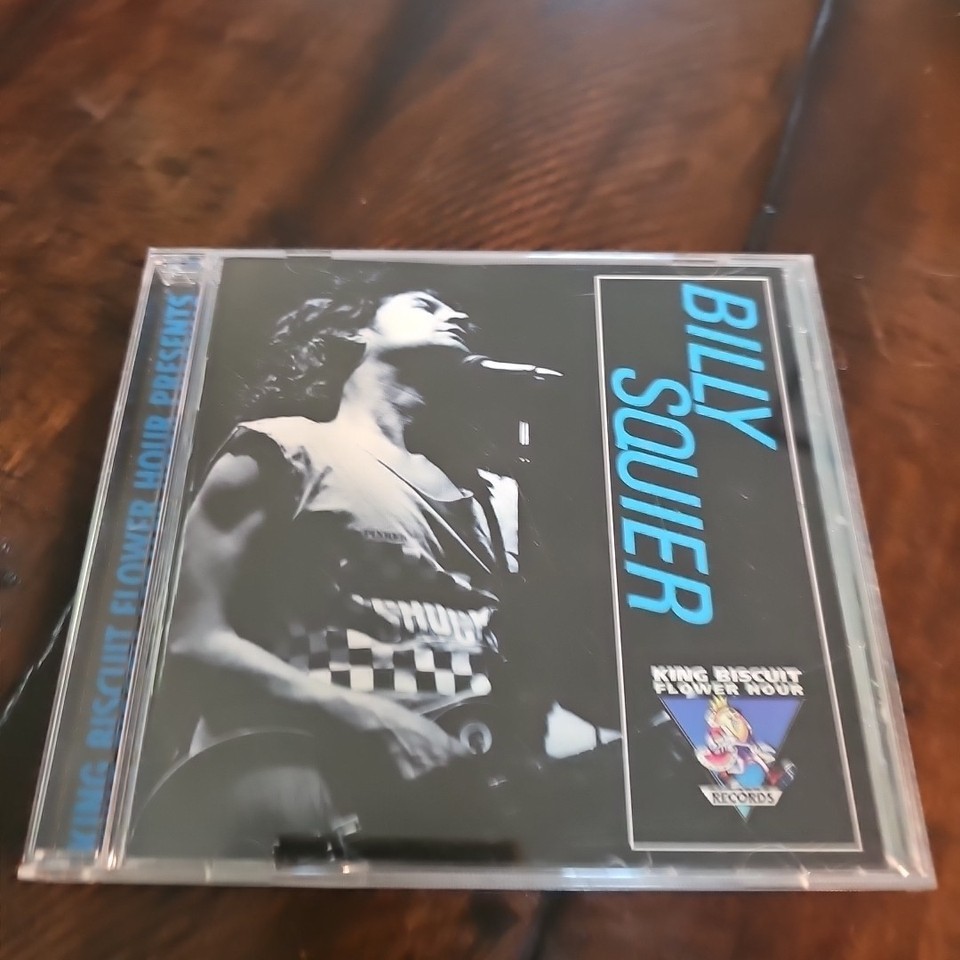 KING BISCUIT FLOWER HOUR PRESENTS
BILLY
SQUIER
KING BISCUIT
FLOWER HOUR
RECORDS